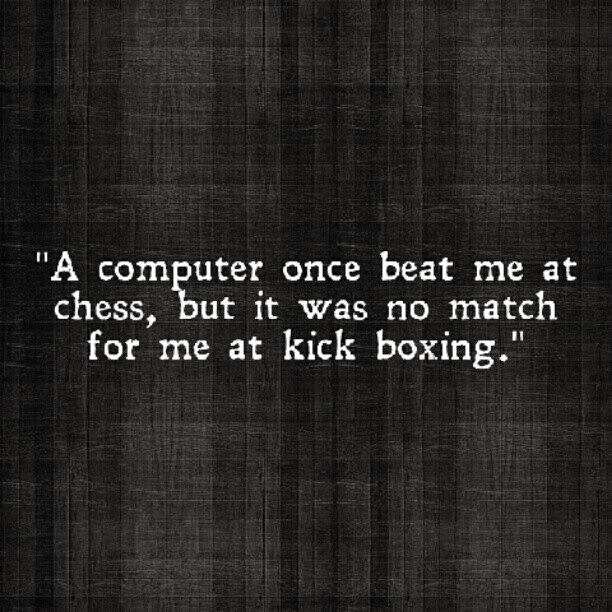 "A computer once beat me at
chess, but it was no match
for me at kick boxing."